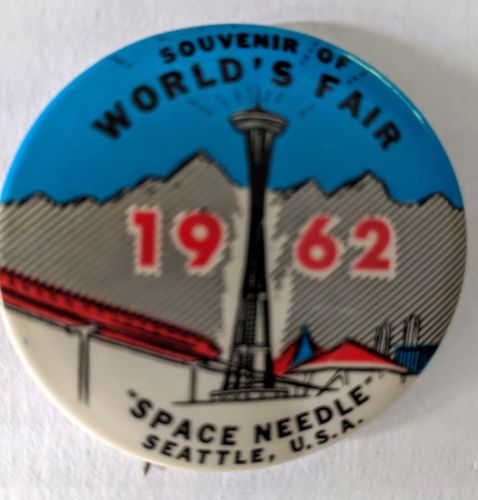 SOUVENIR OF
WORLD'S FAIR
1962
"SPACE NEEDLE"
SEATTLE, U.S.A.